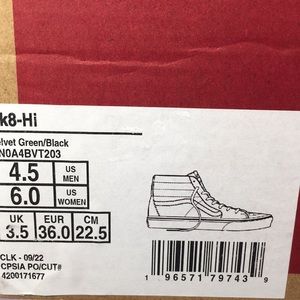 k8-Hi
elvet Green/Black
N0A4BVT203
4.5 US MEN
6.0 US WOMEN
UK EUR CM
3.5 36.0 22.5
CLK - 09/22
CPSIA PO/CUT#
4200171677
1 96571 79743 9